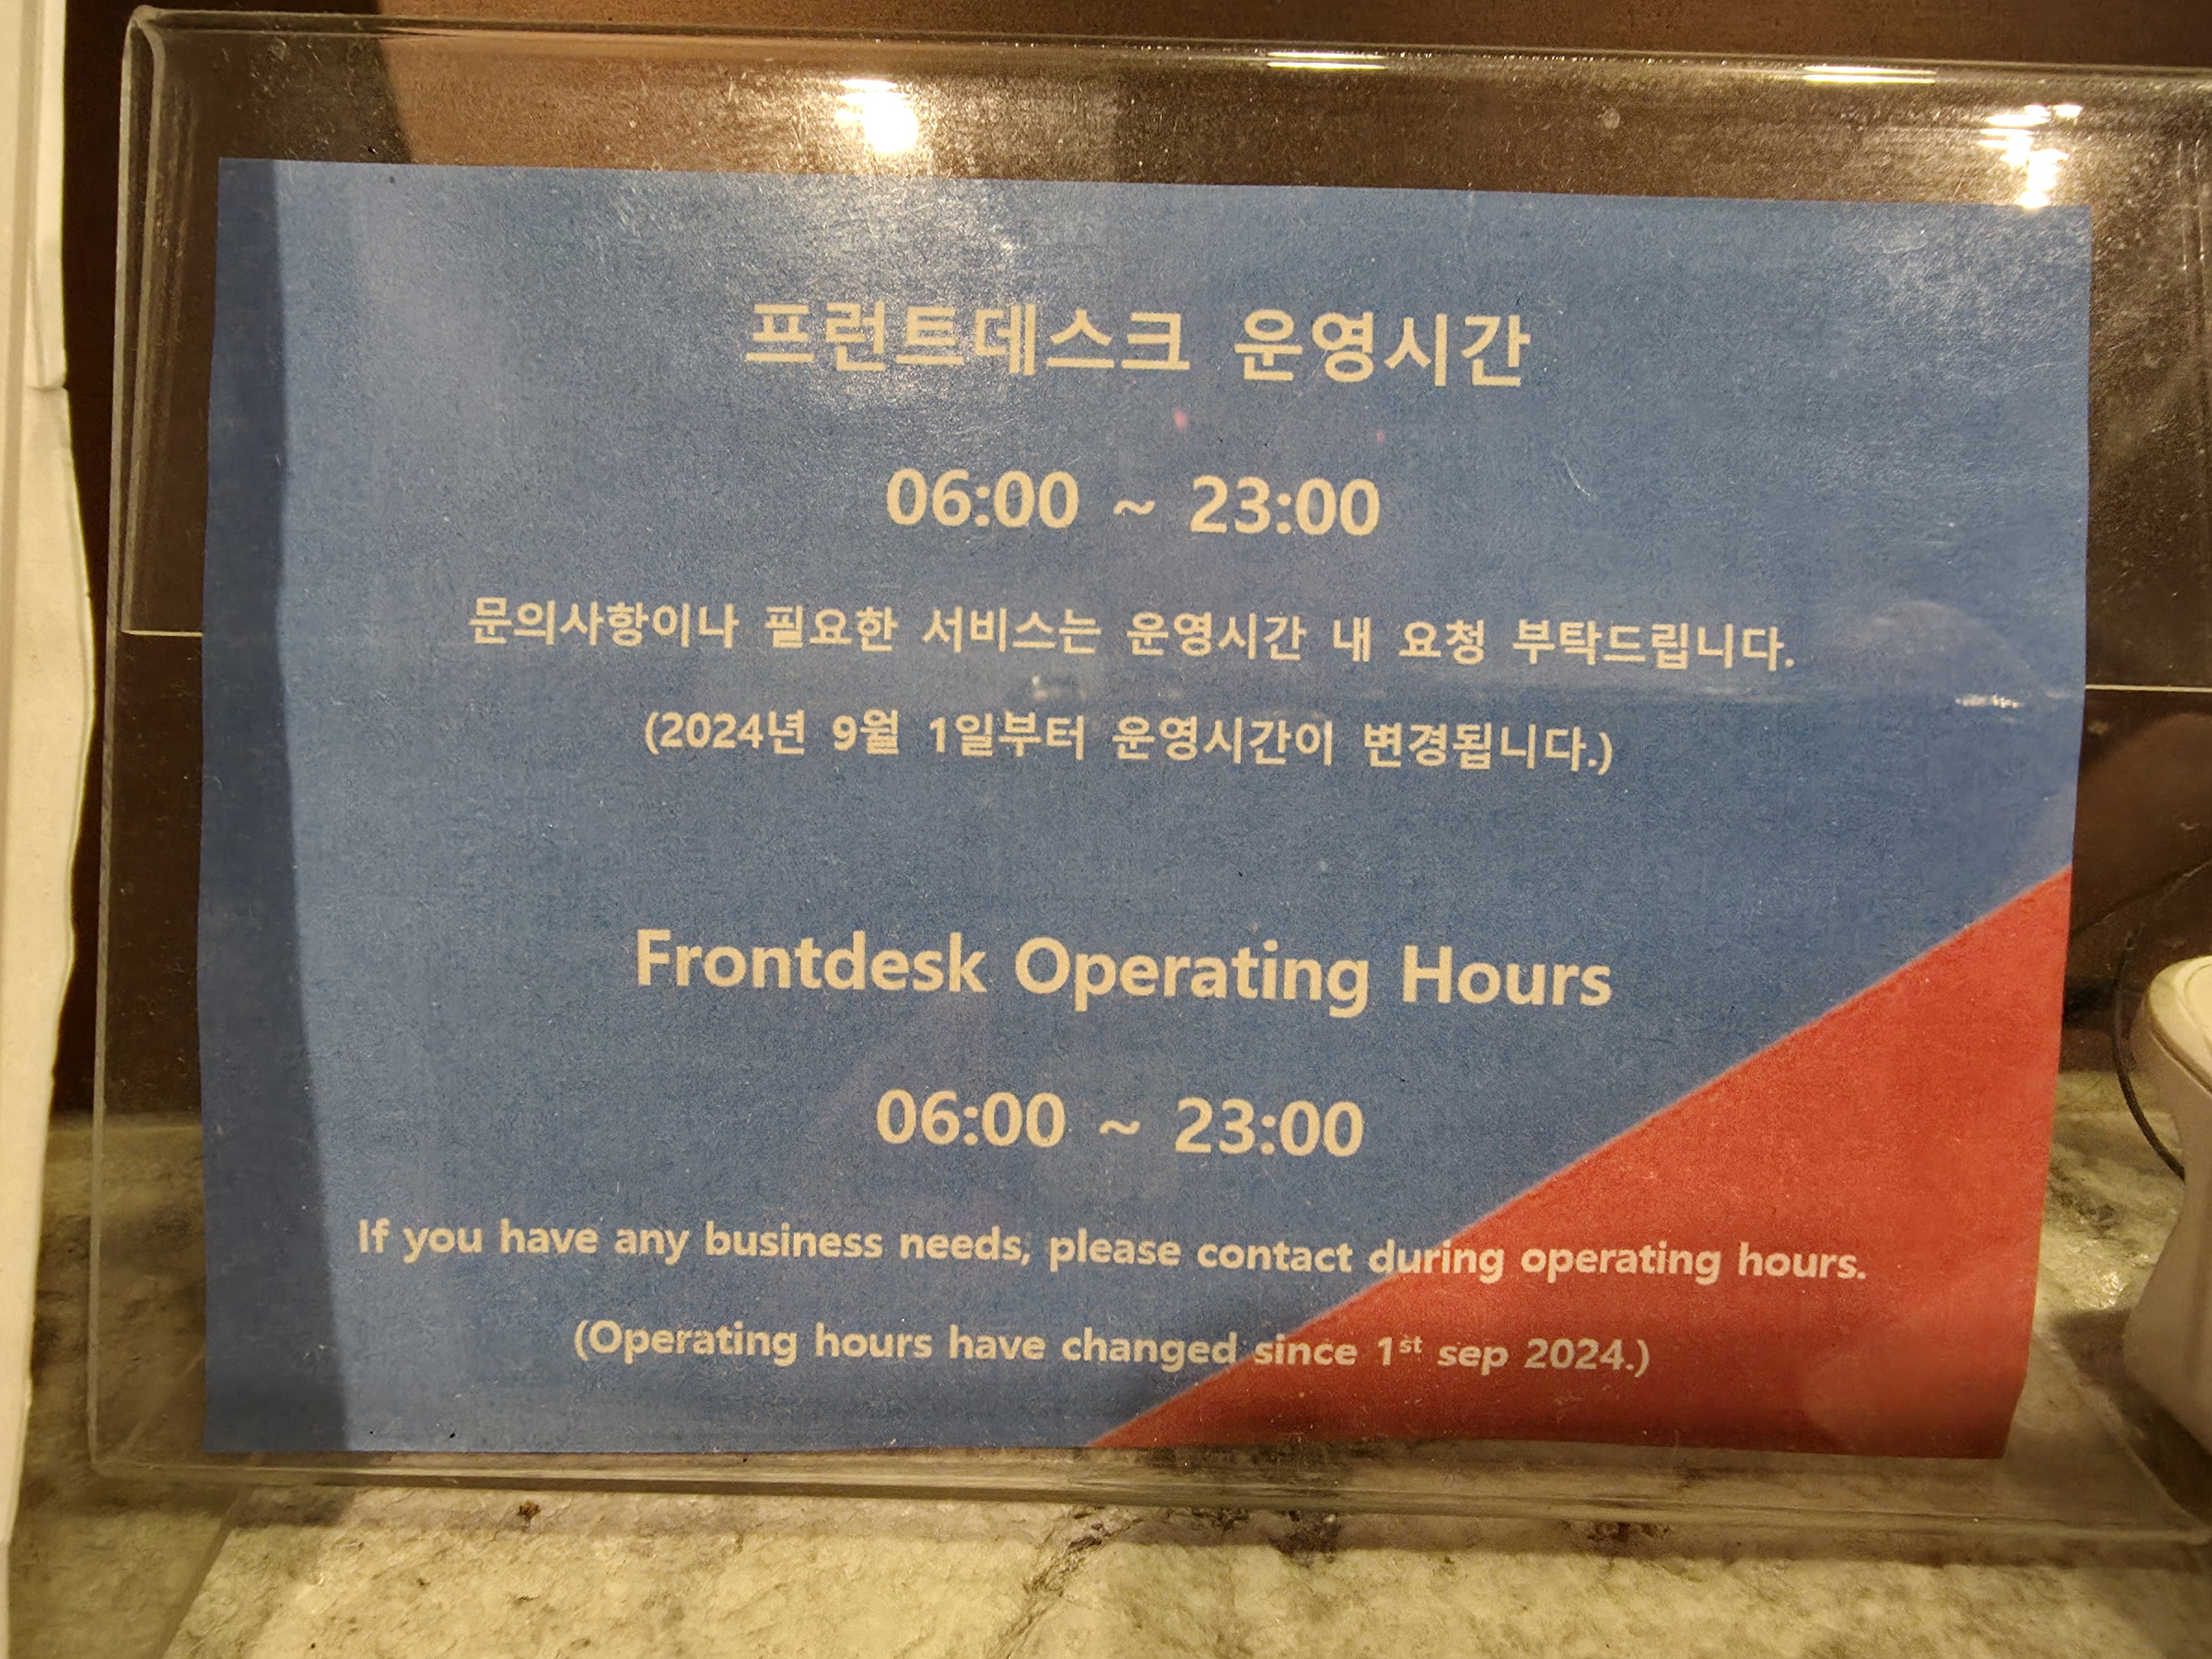 프런트데스크 운영시간
06:00 ~ 23:00
문의사항이나 필요한 서비스는 운영시간 내 요청 부탁드립니다.
(2024년 9월 1일부터 운영시간이 변경됩니다.)
Frontdesk Operating Hours
06:00 ~ 23:00
If you have any business needs, please contact during operating hours.
(Operating hours have changed since 1st sep 2024.)